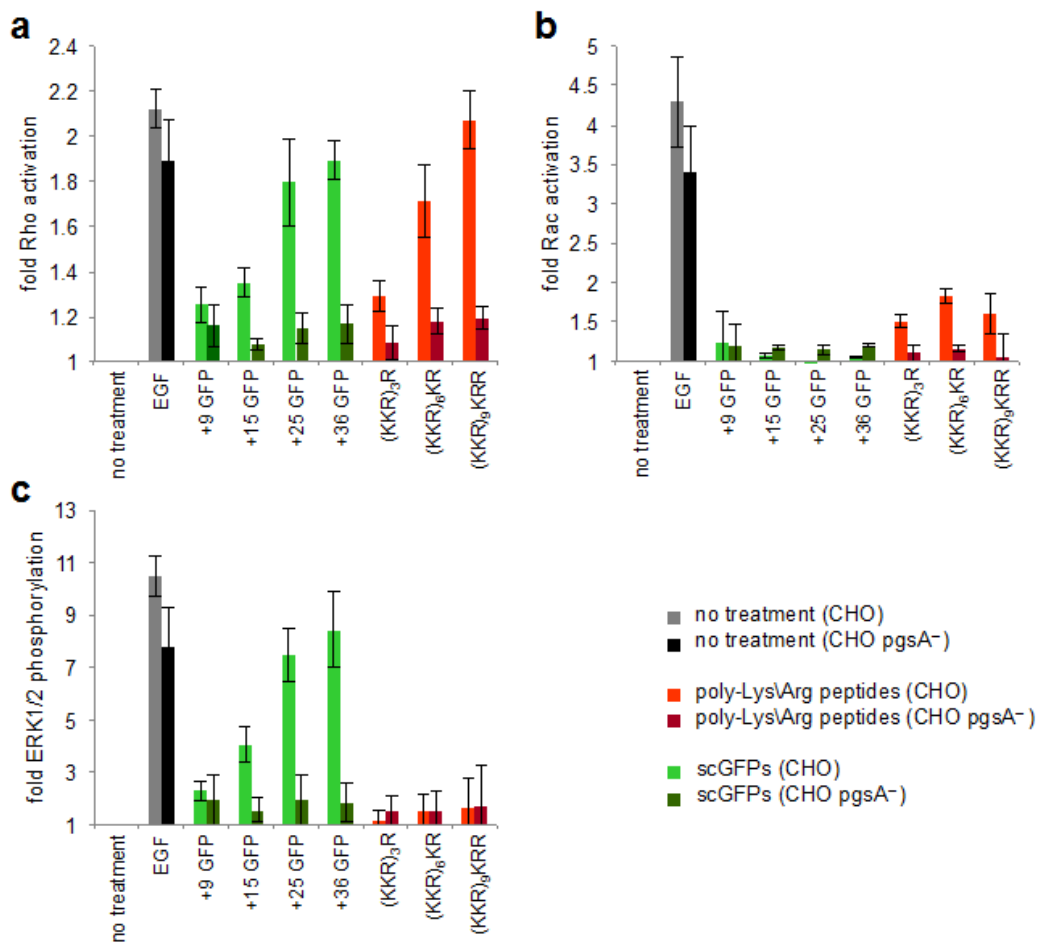 a
2.4
2.2
2
1.8
1.6
1.4
1.2
1
fold Rho activation
no treatment
EGF
+9 GFP
+15 GFP
+25 GFP
+36 GFP
(KKR)₃R
(KKR)₆KR
(KKR)₉KRR
b
5
4.5
4
3.5
3
2.5
2
1.5
1
fold Rac activation
no treatment
EGF
+9 GFP
+15 GFP
+25 GFP
+36 GFP
(KKR)₃R
(KKR)₆KR
(KKR)₉KRR
c
13
11
9
7
5
3
1
fold ERK1/2 phosphorylation
no treatment
EGF
+9 GFP
+15 GFP
+25 GFP
+36 GFP
(KKR)₃R
(KKR)₆KR
(KKR)₉KRR
no treatment (CHO)
no treatment (CHO pgsA⁻)
poly-Lys\Arg peptides (CHO)
poly-Lys\Arg peptides (CHO pgsA⁻)
scGFPs (CHO)
scGFPs (CHO pgsA⁻)